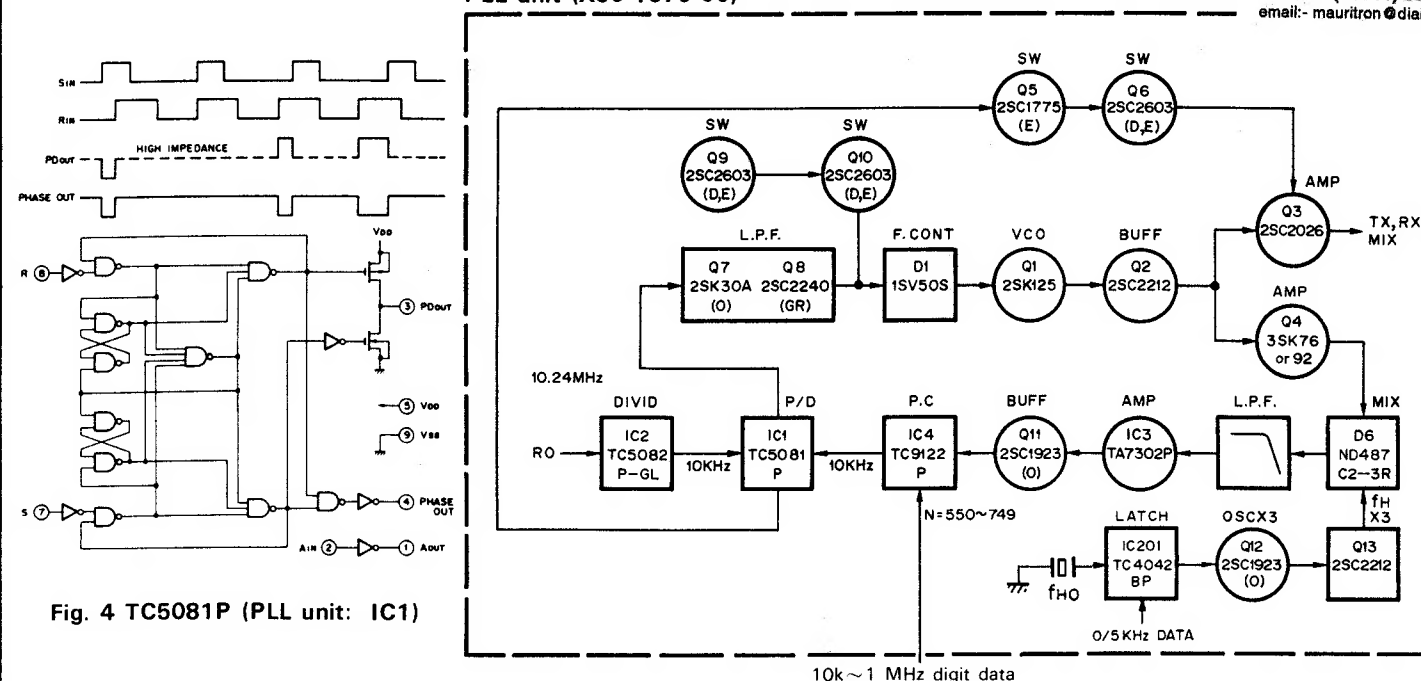 email:- mauritron@dia
SIN
RIN
PDOUT
HIGH IMPEDANCE
PHASE OUT
VDD
R 8
3 PDOUT
5 VDD
9 VSS
4 PHASE OUT
S 7
AIN 2
1 AOUT
Fig. 4 TC5081P (PLL unit: IC1)
SW
Q5
2SC1775
(E)
SW
Q6
2SC2603
(D,E)
SW
Q9
2SC2603
(D,E)
SW
Q10
2SC2603
(D,E)
AMP
Q3
2SC2026
TX,RX
MIX
L.P.F.
Q7 Q8
2SK30A 2SC2240
(O) (GR)
F.CONT
D1
1SV50S
VCO
Q1
2SK125
BUFF
Q2
2SC2212
AMP
Q4
3SK76
or 92
10.24MHz
RO
DIVID
IC2
TC5082
P-GL
10KHz
P/D
IC1
TC5081
P
10KHz
P.C
IC4
TC9122
P
N=550~749
BUFF
Q11
2SC1923
(O)
AMP
IC3
TA7302P
L.P.F.
MIX
D6
ND487
C2-3R
fH
X3
fHO
LATCH
IC201
TC4042
BP
0/5KHz DATA
OSCX3
Q12
2SC1923
(O)
Q13
2SC2212
10k~1 MHz digit data